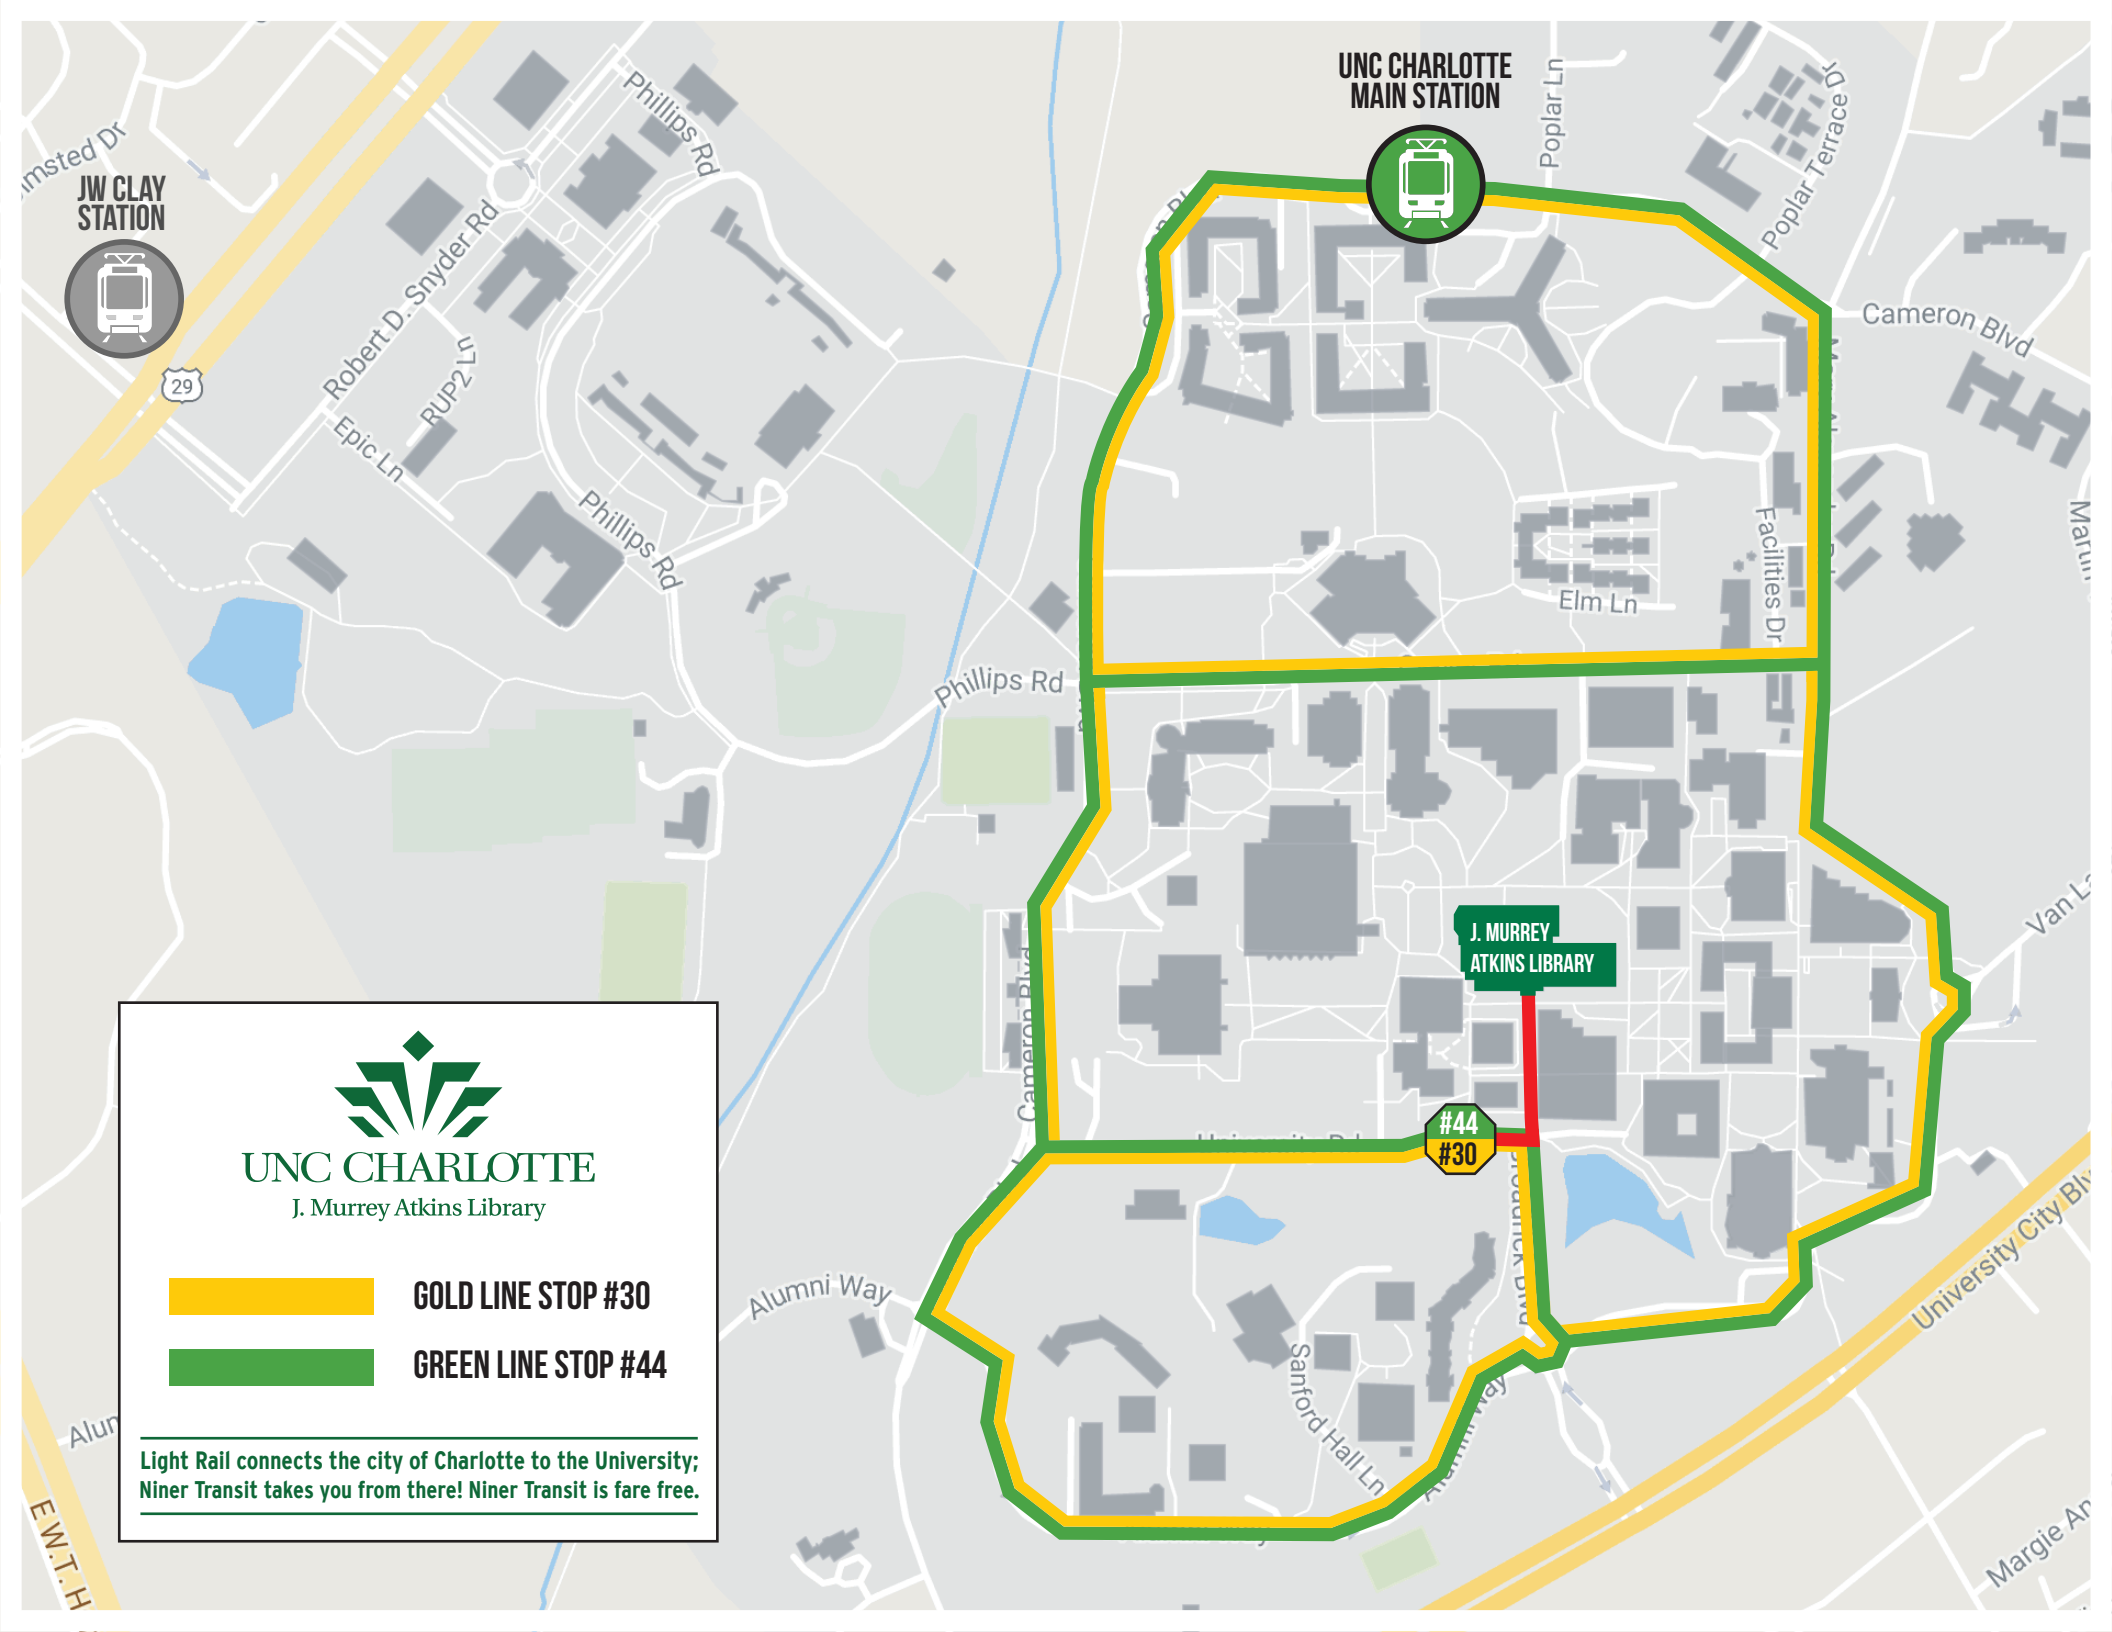 UNC CHARLOTTE
MAIN STATION
Poplar Ln
Poplar Terrace Dr
Phillips Rd
JW CLAY
STATION
29
Robert D. Snyder Rd
RUP2 Ln
Epic Ln
Phillips Rd
Cameron Blvd
Facilities Dr
Elm Ln
Phillips Rd
J. MURREY
ATKINS LIBRARY
Cameron Blvd
#44
#30
University City Blv
Alumni Way
Sanford Hall Ln
Alumni Way
Margie An
E W.T. H
UNC CHARLOTTE
J. Murrey Atkins Library
GOLD LINE STOP #30
GREEN LINE STOP #44
Light Rail connects the city of Charlotte to the University;
Niner Transit takes you from there! Niner Transit is fare free.